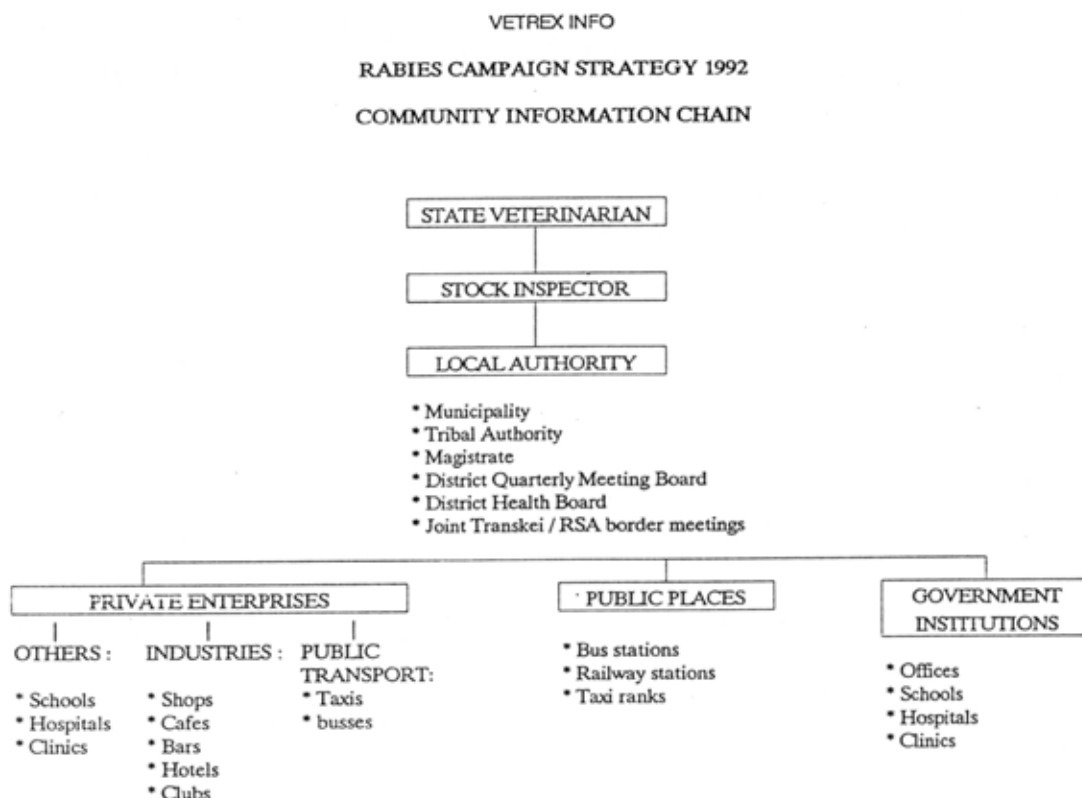 VETREX INFO
RABIES CAMPAIGN STRATEGY 1992
COMMUNITY INFORMATION CHAIN
STATE VETERINARIAN
STOCK INSPECTOR
LOCAL AUTHORITY
* Municipality
* Tribal Authority
* Magistrate
* District Quarterly Meeting Board
* District Health Board
* Joint Transkei / RSA border meetings
PRIVATE ENTERPRISES
OTHERS :
* Schools
* Hospitals
* Clinics
INDUSTRIES :
* Shops
* Cafes
* Bars
* Hotels
* Clubs
PUBLIC
TRANSPORT:
* Taxis
* busses
PUBLIC PLACES
* Bus stations
* Railway stations
* Taxi ranks
GOVERNMENT
INSTITUTIONS
* Offices
* Schools
* Hospitals
* Clinics